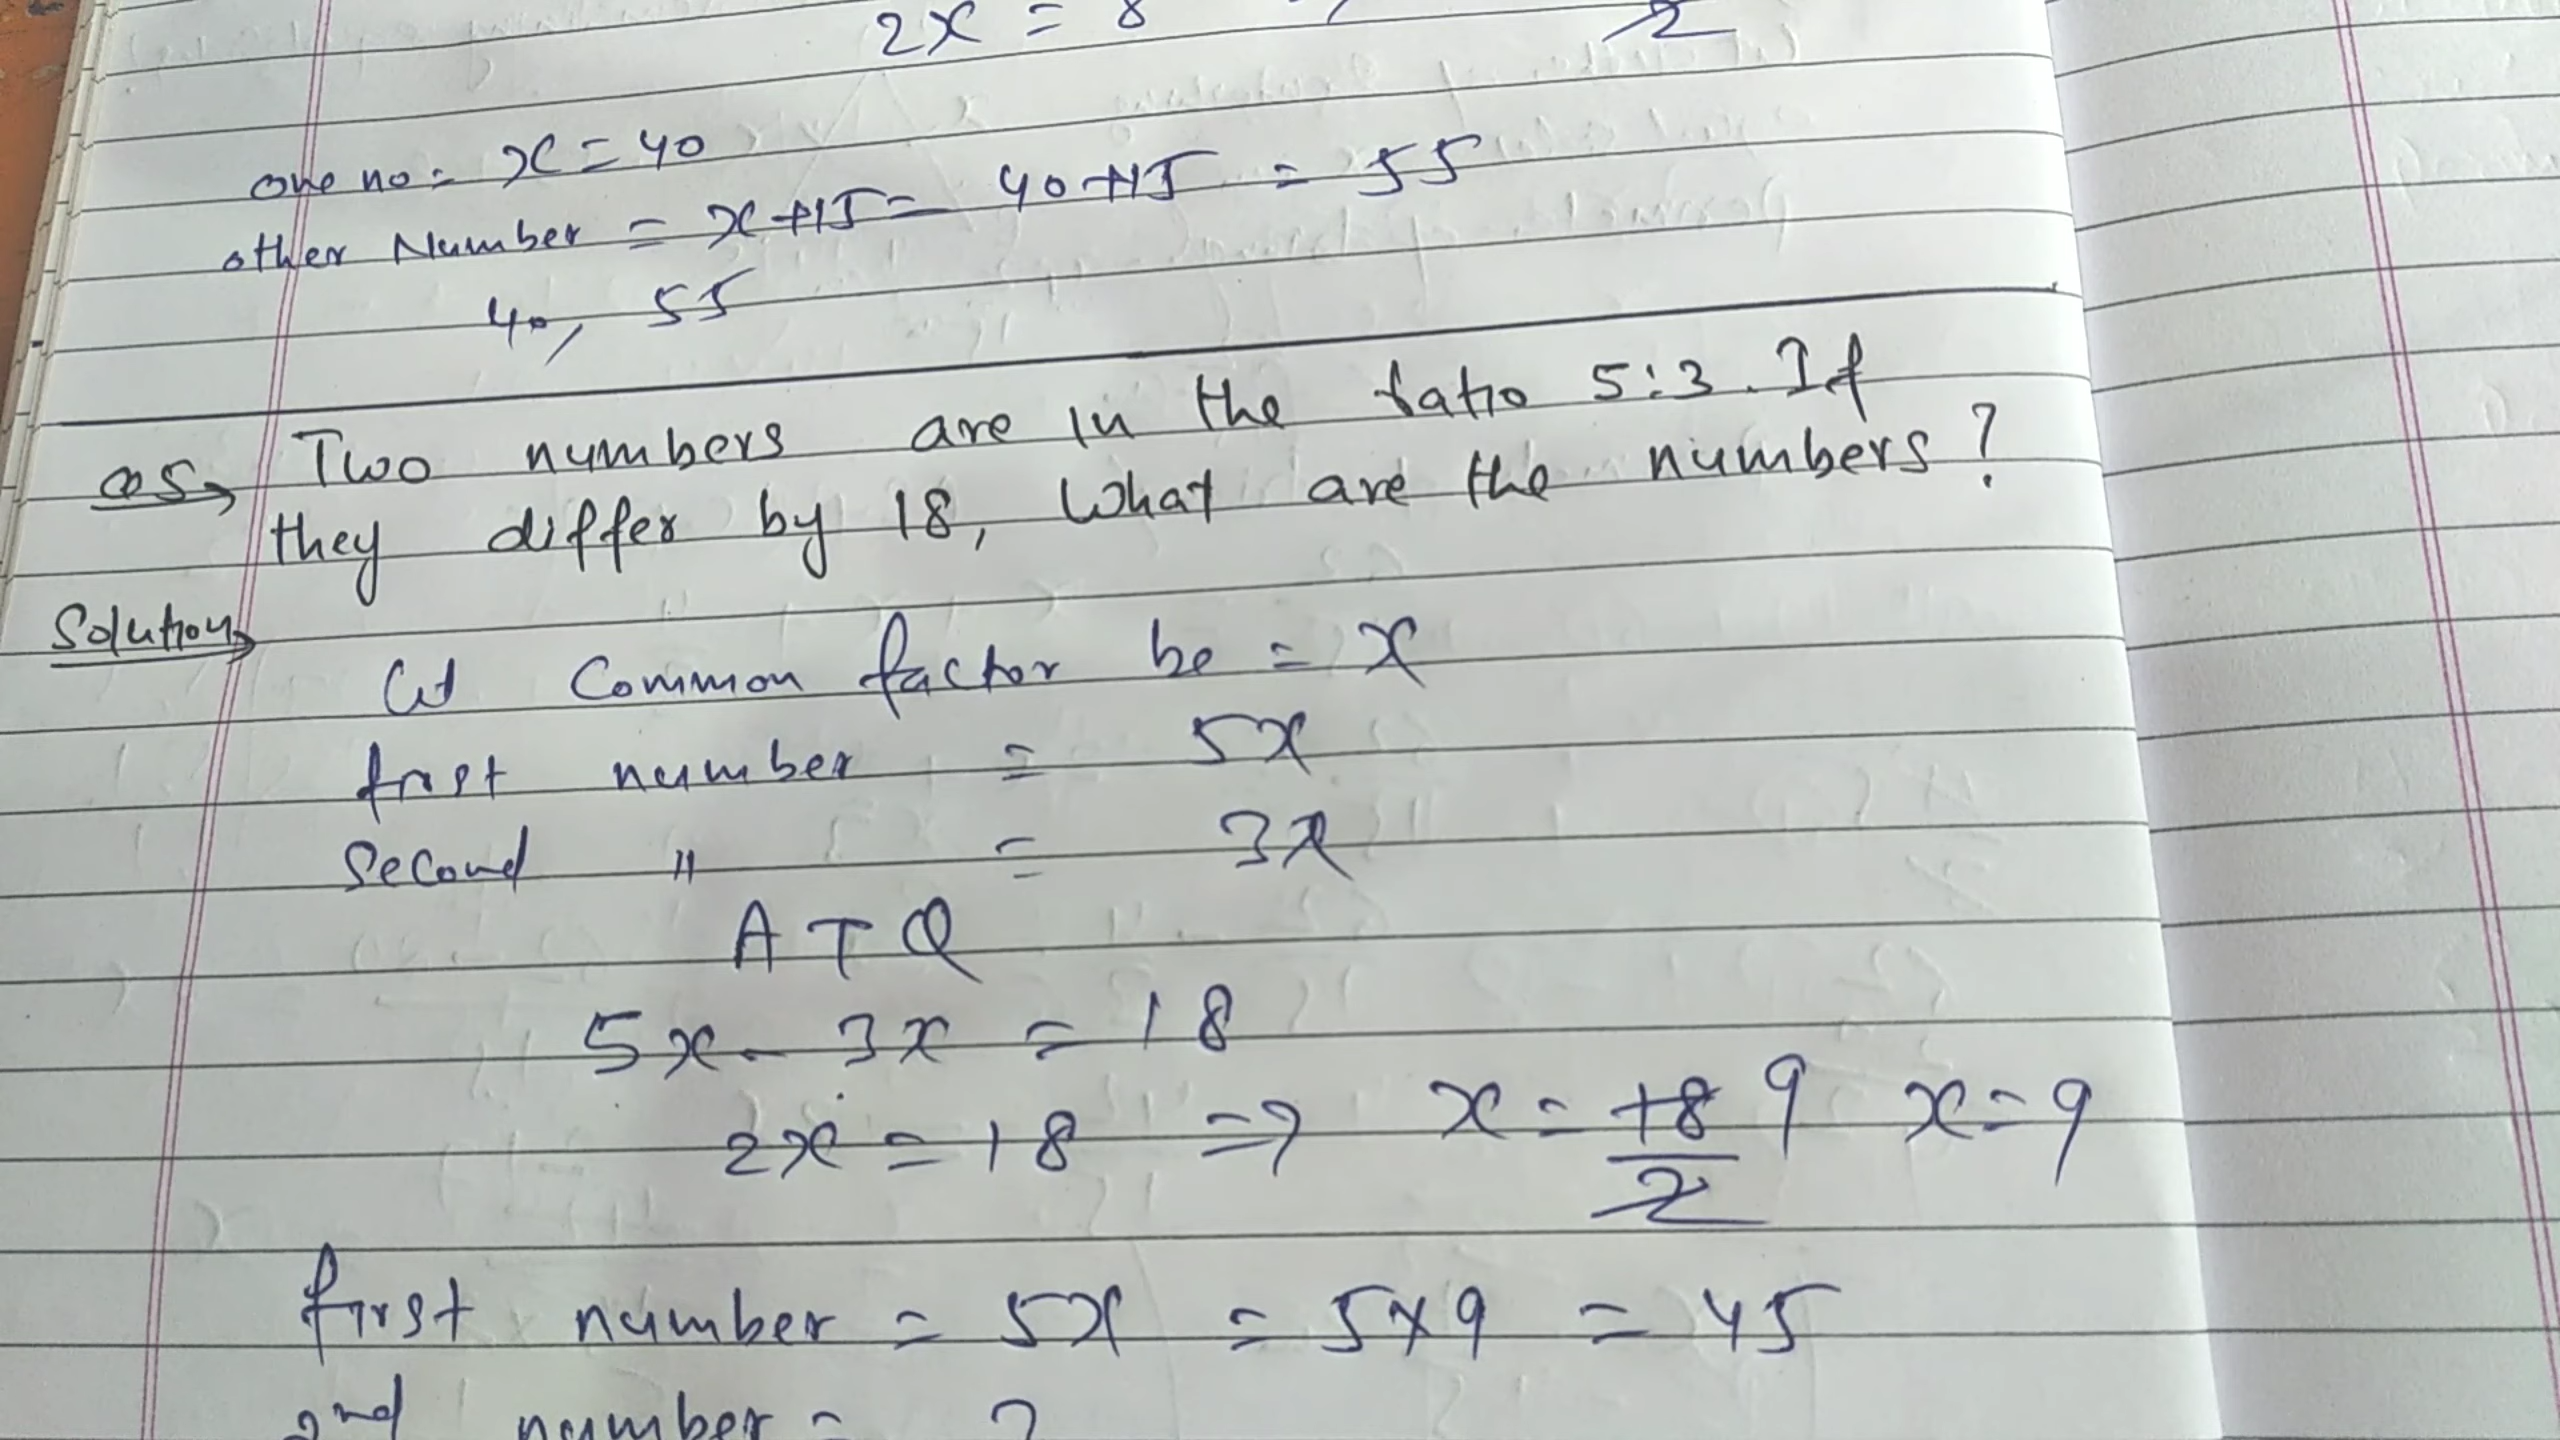 2x = 8
2
one no = x = 40
other Number = x+15 = 40+15 = 55
40, 55
Q5→ Two numbers are in the ratio 5:3. If
they differ by 18, What are the numbers?
Solution→
Let Common factor be = x
first number = 5x
Second " = 3x
ATQ
5x - 3x = 18
2x = 18 => x = 18/2 9 x = 9
first number = 5x = 5×9 = 45
2nd number =